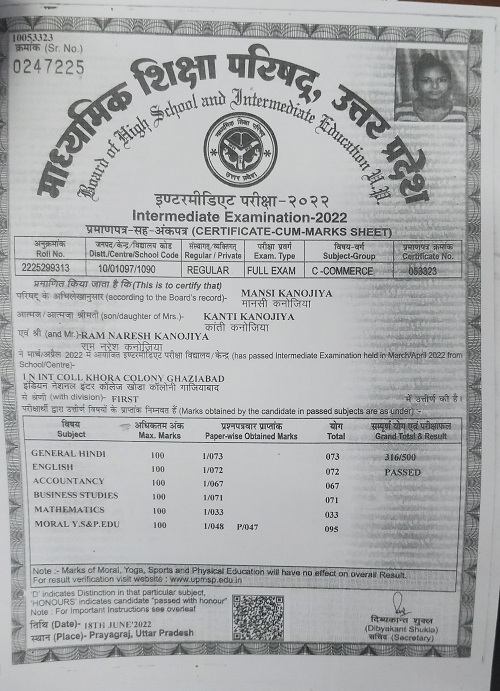 10053323
क्रमांक (Sr. No.)
0247225
माध्यमिक शिक्षा परिषद्, उत्तर प्रदेश
Board of High School and Intermediate Education U.P.
इण्टरमीडिएट परीक्षा-२०२२
Intermediate Examination-2022
प्रमाणपत्र-सह-अंकपत्र (CERTIFICATE-CUM-MARKS SHEET)
अनुक्रमांक जनपद/केन्द्र/विद्यालय कोड संस्थागत/व्यक्तिगत परीक्षा प्रवर्ग विषय-वर्ग प्रमाणपत्र क्रमांक
Roll No. Distt./Centre/School Code Regular / Private Exam. Type Subject-Group Certificate No.
2225299313 10/01097/1090 REGULAR FULL EXAM C -COMMERCE 053323
प्रमाणित किया जाता है कि (This is to certify that)
परिषद् के अभिलेखानुसार (according to the Board's record)- MANSI KANOJIYA
मानसी कनोजिया
आत्मज / आत्मजा श्रीमती (son/daughter of Mrs.)- KANTI KANOJIYA
कांती कनोजिया
एवं श्री (and Mr.)-RAM NARESH KANOJIYA
राम नरेश कनोजिया
ने मार्च/अप्रैल 2022 में आयोजित इण्टरमीडिएट परीक्षा विद्यालय/केन्द्र (has passed Intermediate Examination held in March/April 2022 from
School/Centre)-
I N INT COLL KHORA COLONY GHAZIABAD
इंडियन नेशनल इंटर कॉलेज खोडा कॉलोनी गाजियाबाद
से श्रेणी (with division)- FIRST में उत्तीर्ण की है।
परीक्षार्थी द्वारा उत्तीर्ण विषयों के प्राप्तांक निम्नवत हैं (Marks obtained by the candidate in passed subjects are as under) :-
विषय अधिकतम अंक प्रश्नपत्रवार प्राप्तांक योग सम्पूर्ण योग एवं परीक्षाफल
Subject Max. Marks Paper-wise Obtained Marks Total Grand Total & Result
GENERAL HINDI 100 1/073 073 316/500
ENGLISH 100 1/072 072 PASSED
ACCOUNTANCY 100 1/067 067
BUSINESS STUDIES 100 1/071 071
MATHEMATICS 100 1/033 033
MORAL Y.S&P.EDU 100 1/048 P/047 095
Note :- Marks of Moral, Yoga, Sports and Physical Education will have no effect on overall Result.
For result verification visit website : www.upmsp.edu.in
'D' indicates Distinction in that particular subject,
'HONOURS' indicates candidate "passed with honour"
Note : For Important Instructions see overleaf
तिथि (Date)- 18TH JUNE'2022
स्थान (Place)- Prayagraj, Uttar Pradesh
दिब्यकान्त शुक्ल
(Dibyakant Shukla)
सचिव (Secretary)